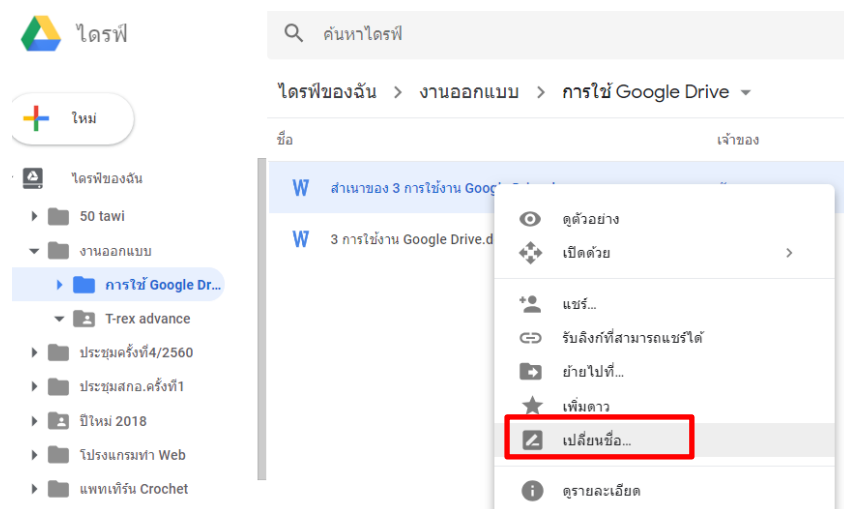 ไดรฟ์
ค้นหาไดรฟ์
ใหม่
ไดรฟ์ของฉัน > งานออกแบบ > การใช้ Google Drive
ชื่อ
เจ้าของ
ไดรฟ์ของฉัน
50 tawi
งานออกแบบ
การใช้ Google Dr...
T-rex advance
ประชุมครั้งที่4/2560
ประชุมสกอ.ครั้งที่1
ปีใหม่ 2018
โปรงแกรมทำ Web
แพทเทิร์น Crochet
สำเนาของ 3 การใช้งาน Goog
3 การใช้งาน Google Drive.d
ดูตัวอย่าง
เปิดด้วย
แชร์...
รับลิงก์ที่สามารถแชร์ได้
ย้ายไปที่...
เพิ่มดาว
เปลี่ยนชื่อ...
ดูรายละเอียด